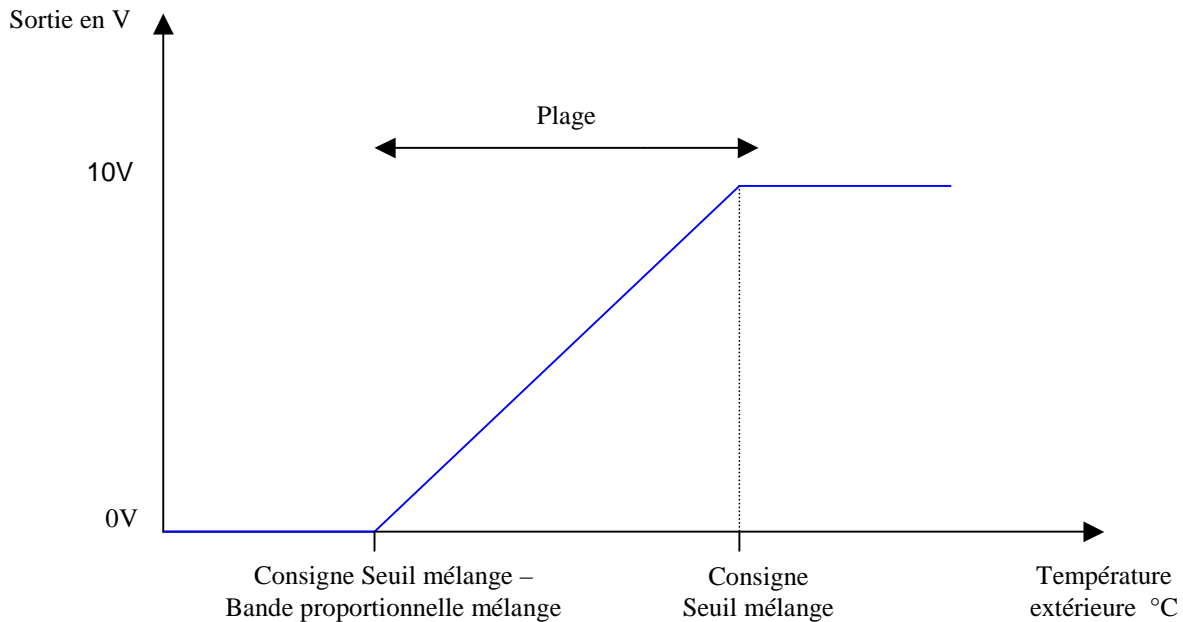 Sortie en V
Plage
10V
0V
Consigne Seuil mélange –
Bande proportionnelle mélange
Consigne
Seuil mélange
Température
extérieure °C